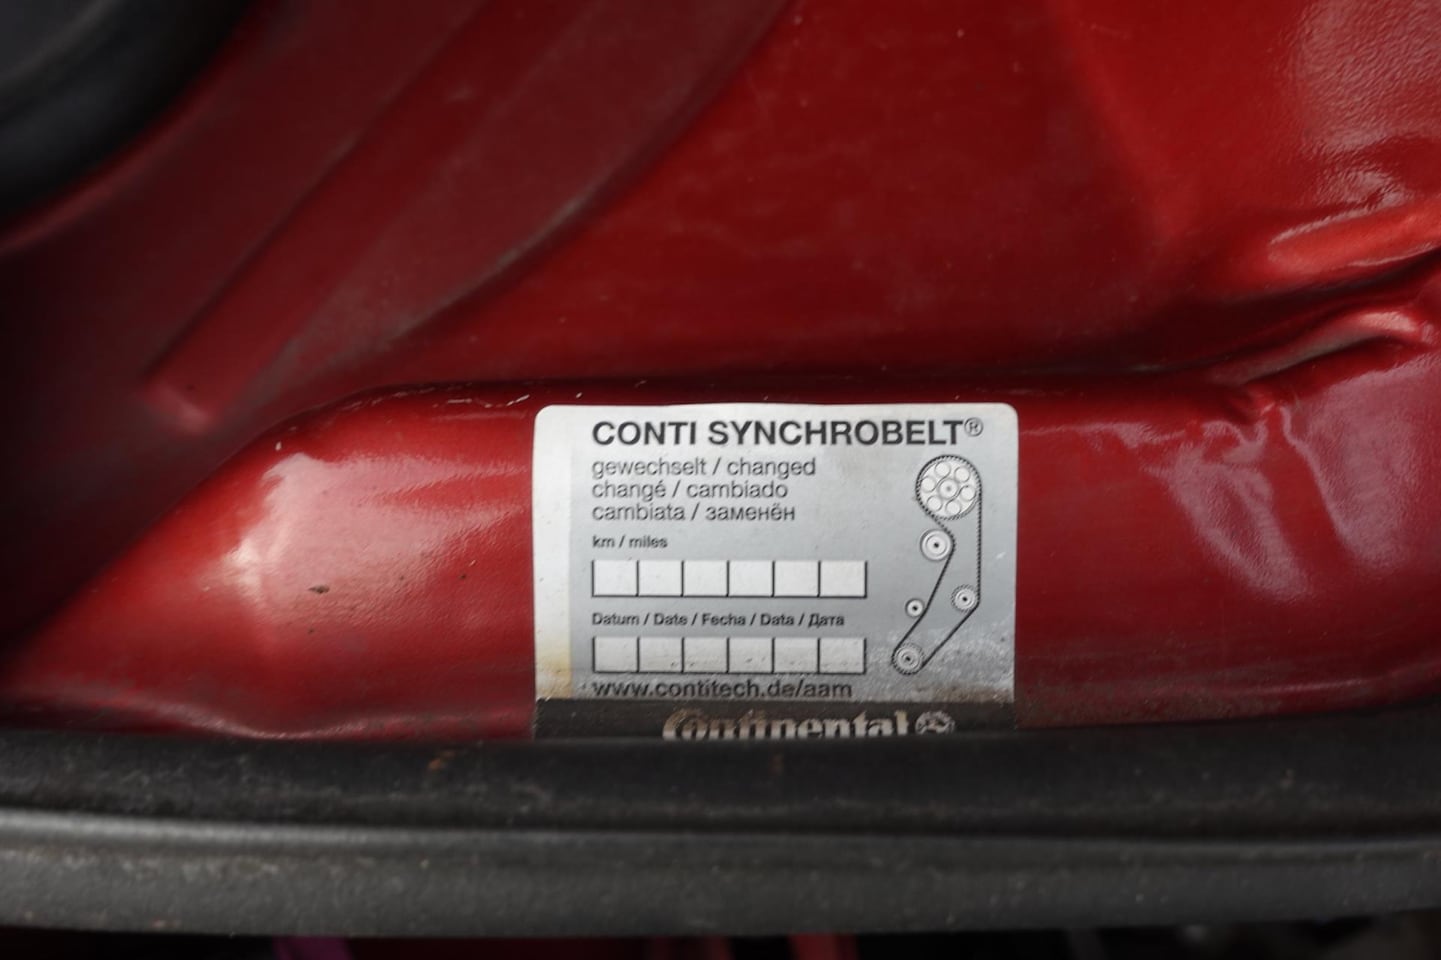 CONTI SYNCHROBELT®
gewechselt / changed
changé / cambiado
cambiata / заменён
km / miles
Datum / Date / Fecha / Data / Дата
www.contitech.de/aam
Continental